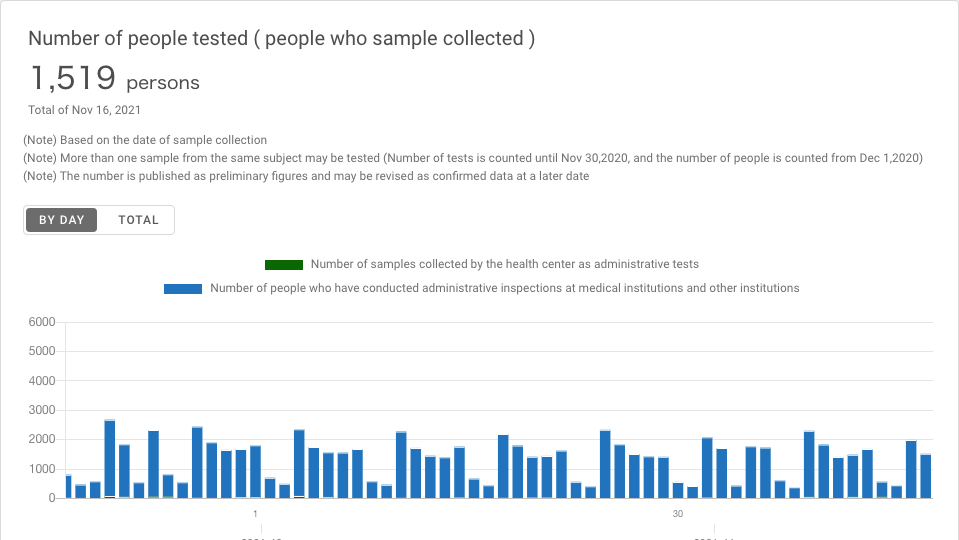 Number of people tested ( people who sample collected )
1,519 persons
Total of Nov 16, 2021
(Note) Based on the date of sample collection
(Note) More than one sample from the same subject may be tested (Number of tests is counted until Nov 30,2020, and the number of people is counted from Dec 1,2020)
(Note) The number is published as preliminary figures and may be revised as confirmed data at a later date
BY DAY TOTAL
Number of samples collected by the health center as administrative tests
Number of people who have conducted administrative inspections at medical institutions and other institutions
6000
5000
4000
3000
2000
1000
0
1 30